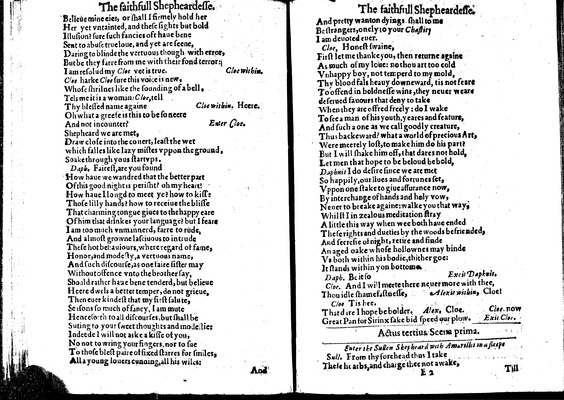 The faithfull Shepheardesse.
Belieue mine eies, or shall I firmely hold her
Her yet vntainted, and these sights but bold
Illusion? sure such fancies oft haue bene
Sent to abuse true loue, and yet are seene,
Daring to blinde the vertuous though with error,
But be they farre from me with their fond terror;
I am resolud my Cloe yet is true. Cloe within.
Cloe harke Cloe sure this voice is now,
Whose shrilnes like the sounding of a bell,
Tels me it is a woman: Cloe, tell
Thy blessed name againe Cloe within, Heere.
Oh what a greefe is this to be so neere
And not incounter? Enter Cloe.
Shepheard we are met,
Draw close into the couert, least the wet
which falles like lazy mistes vppon the ground,
Soake through your startvps.
Daph. Fairest, are you found
How haue we wandred that the better part
Of this good night is perisht? oh my heart!
How haue I longd to meet ye? how to kisse
Those lilly hands? how to receiue the blisse
That charming tongue giues to the happy eare
Of him that drinkes your language? but I feare
I am too much vnmannerd, farre to rude,
And almost growne lasciuous to intrude
These hot behauiours, where regard of fame,
Honor, and modesty, a vertuous name,
And such discourse, as one faire sister may
Without offence vnto the brother say,
Should rather haue bene tenderd, but beleeue
Heere dwels a better temper, do not grieue,
Then euer kindest that my first salute,
Seasons so much of fancy, I am mute
Henceforth to all discourses, but shall be
Suting to your sweet thoughts and modestie:
Indeede I will not aske a kisse of you,
No not to wring your fingers, nor to sue
To those blest paire of fixed starres for smiles,
All a young louers cunning, all his wiles:
And
The faithfull Shepheardesse.
And pretty wanton dyings shall to me
Be strangers, onely to your Chastity
I am deuoted euer.
Cloe, Honest swaine,
First let me thanke you, then returne againe
As much of my loue: no thou art too cold
Vnhappy boy, not temperd to my mold,
Thy blood fals heauy downeward, tis not feare
To offend in boldnesse wins, they neuer weare
deserued fauours that deny to take
When they are offred freely: do I wake
To see a man of his youth, yeares and feature,
And such a one as we call goodly creature,
Thus backeward? what a world of precious Art,
Were meerely lost, to make him do his part?
But I will shake him off, that dares not hold,
Let men that hope to be beloud be bold,
Daphnis I do desire since we are met
So happily, our liues and fortunes set,
Vppon one stake to giue assurance now,
By interchange of hands and holy vow,
Neuer to breake againe: walke you that way,
Whilst I in zealous meditation stray
A little this way when wee both haue ended
These rights and dueties by the woods befriended,
And secresie of night, retire and finde
An aged oake whose hollownes may binde
Vs both within his bodie, thither goe:
It stands within yon bottome.
Daph. Be it so Exeit Daphnis,
Cloe. And I will meete there neuer more with thee,
Thou idle shamefastnesse, Alexis within, Cloe!
Cloe Tis hee.
That dare I hope be bolder. Alex, Cloe. Cloe. now
Great Pan for Sirinx sake bid speed our plow. Exit Cloe.
Actus tertius Scena prima.
Enter the Sullen Shepheard with Amarillis in a sleepe
Sull. From thy forehead thus I take
These hearbs, and charge thee not awake,
E 2
Till